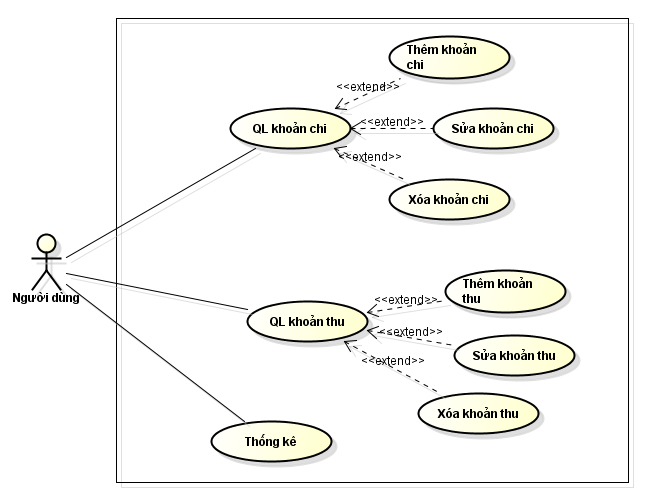 Thêm khoản
chi
<<extend>>
QL khoản chi
<<extend>>
Sửa khoản chi
<<extend>>
Xóa khoản chi
Người dùng
Thêm khoản
thu
<<extend>>
QL khoản thu
<<extend>>
Sửa khoản thu
<<extend>>
Xóa khoản thu
Thống kê